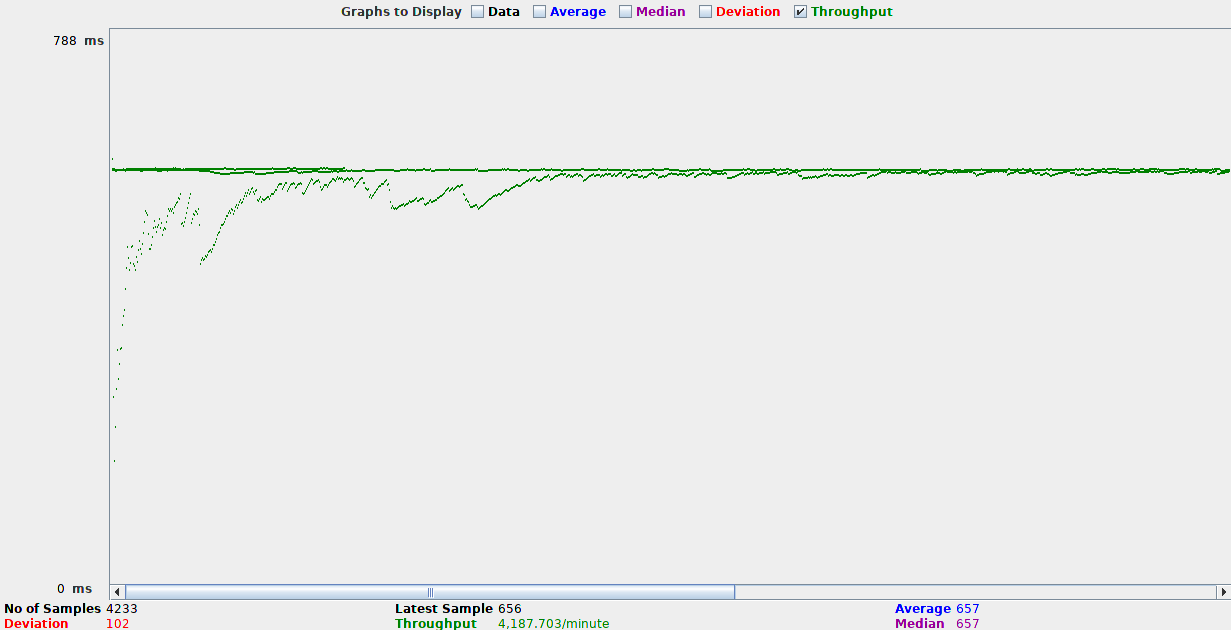 Graphs to Display Data Average Median Deviation Throughput
788 ms
0 ms
No of Samples 4233 Latest Sample 656 Average 657
Deviation 102 Throughput 4,187.703/minute Median 657